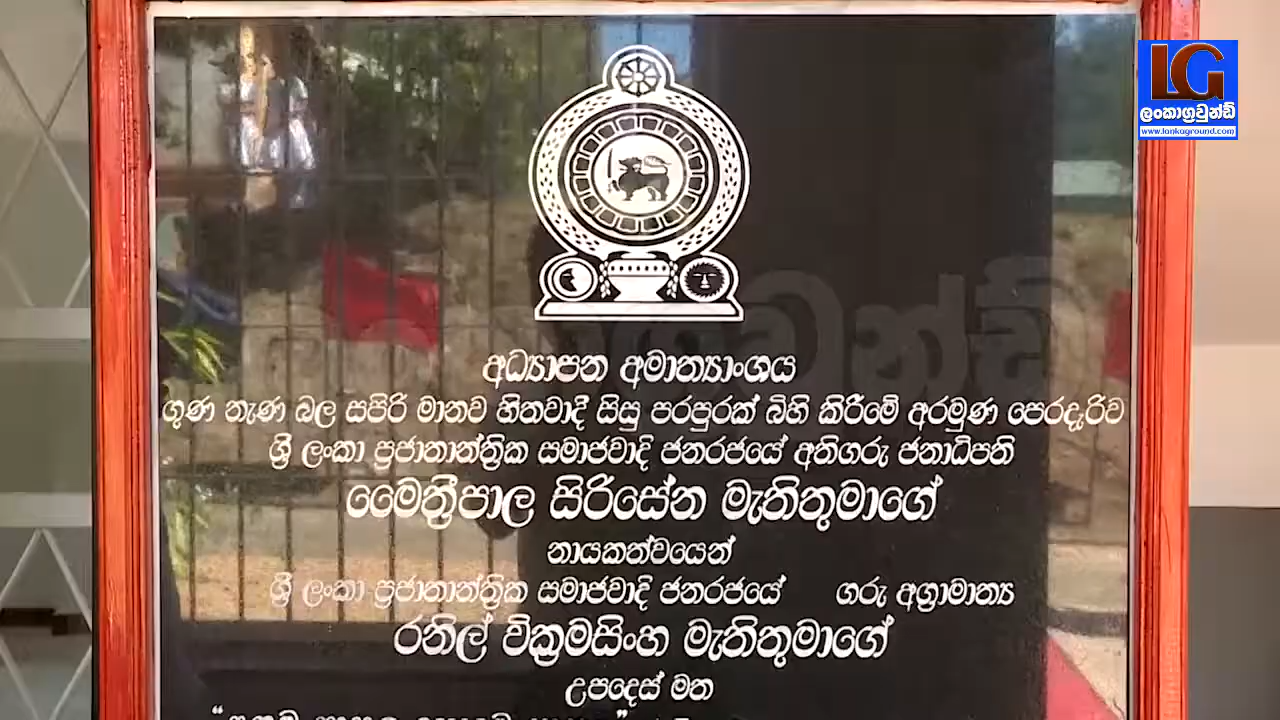 LG
ලංකාග්‍රවුන්ඩ්
www.lankaground.com
අධ්‍යාපන අමාත්‍යාංශය
ගුණ නැණ බල සපිරි මානව හිතවාදී සිසු පරපුරක් බිහි කිරීමේ අරමුණ පෙරදැරිව
ශ්‍රී ලංකා ප්‍රජාතාන්ත්‍රික සමාජවාදි ජනරජයේ අතිගරු ජනාධිපති
මෛත්‍රීපාල සිරිසේන මැතිතුමාගේ
නායකත්වයෙන්
ශ්‍රී ලංකා ප්‍රජාතාන්ත්‍රික සමාජවාදි ජනරජයේ ගරු අග්‍රාමාත්‍ය
රනිල් වික්‍රමසිංහ මැතිතුමාගේ
උපදෙස් මත